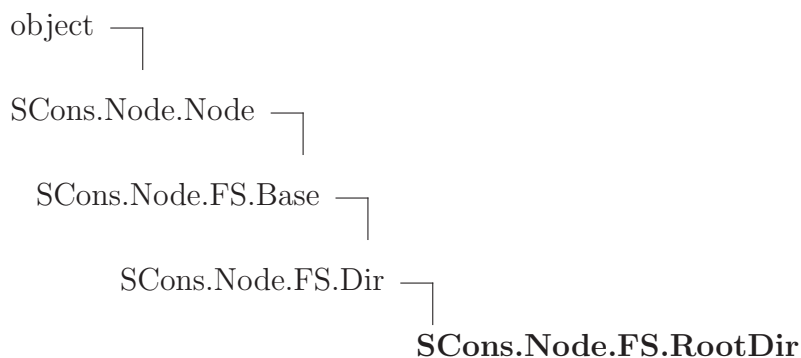 object
SCons.Node.Node
SCons.Node.FS.Base
SCons.Node.FS.Dir
SCons.Node.FS.RootDir